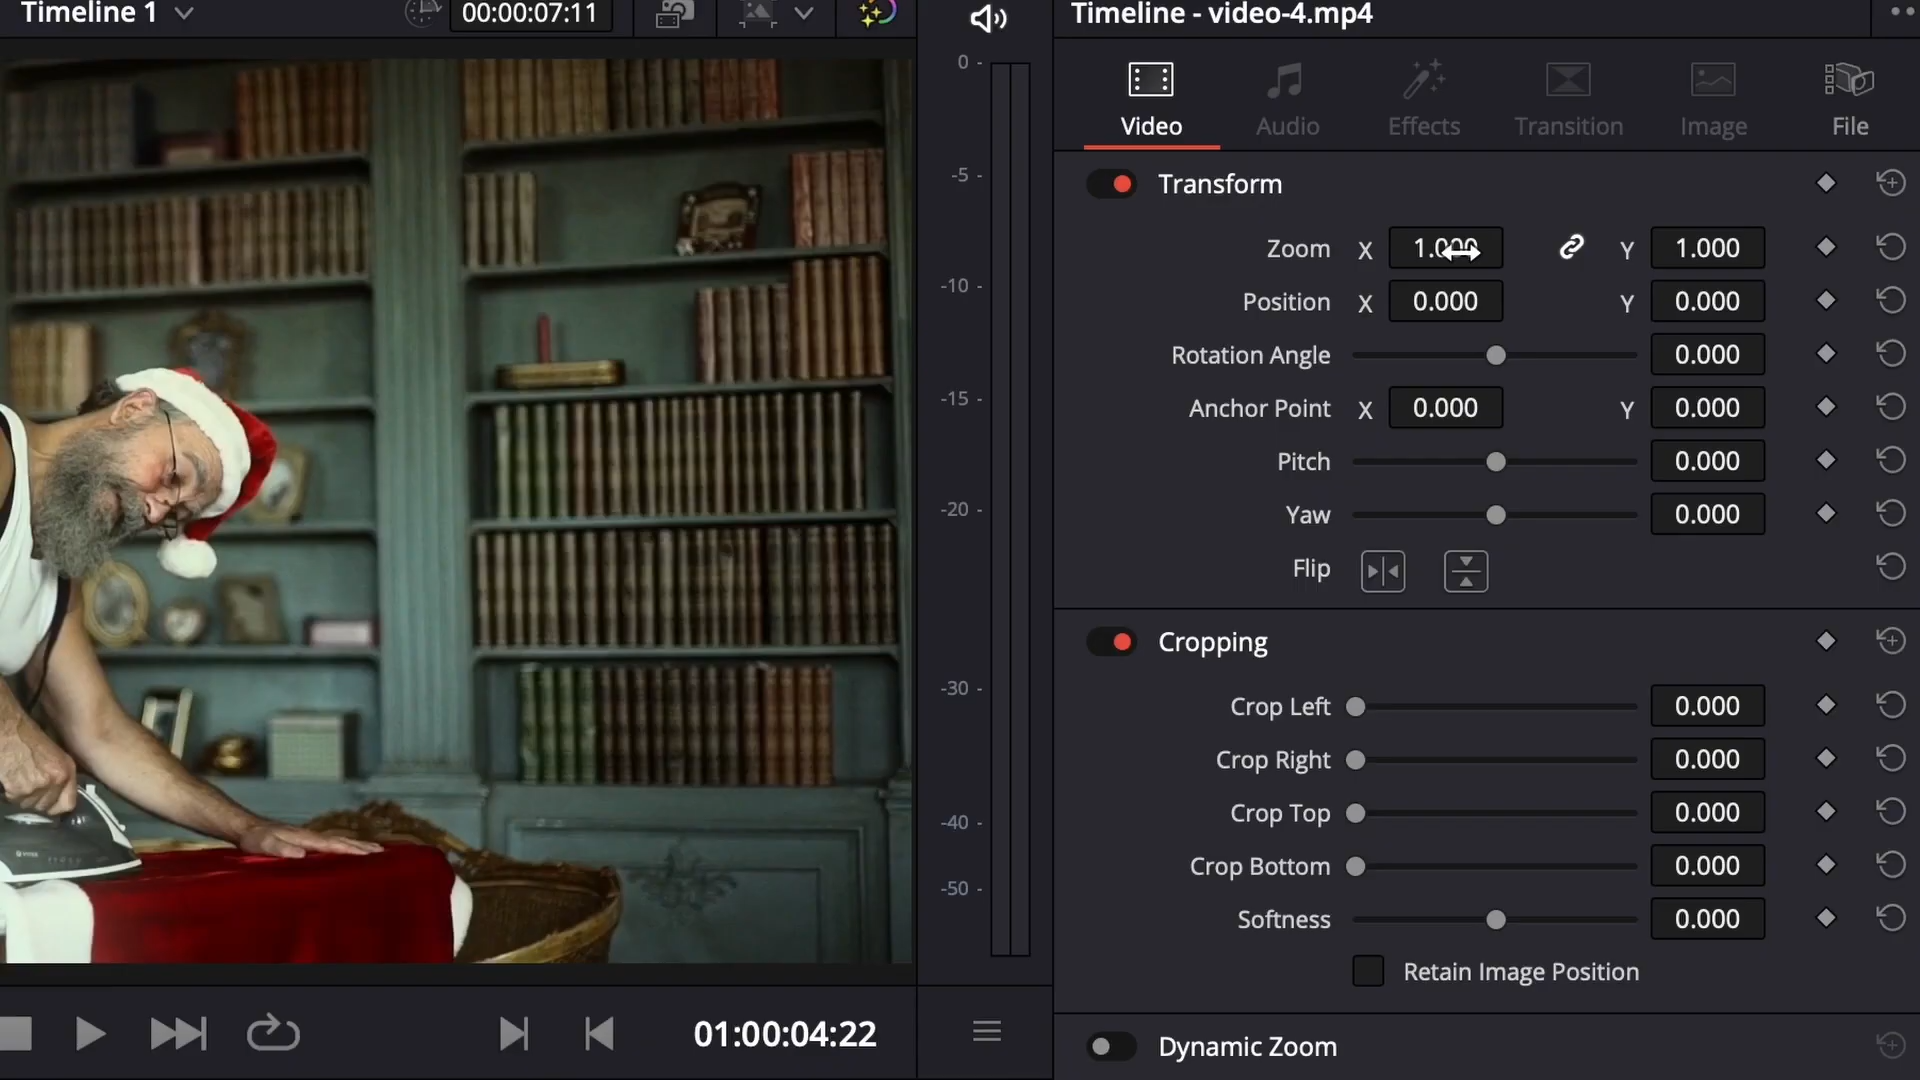 Timeline 1
00:00:07:11
Timeline - video-4.mp4
Video
Audio
Effects
Transition
Image
File
Transform
Zoom X 1.000 Y 1.000
Position X 0.000 Y 0.000
Rotation Angle 0.000
Anchor Point X 0.000 Y 0.000
Pitch 0.000
Yaw 0.000
Flip
Cropping
Crop Left 0.000
Crop Right 0.000
Crop Top 0.000
Crop Bottom 0.000
Softness 0.000
Retain Image Position
Dynamic Zoom
0 -
-5 -
-10 -
-15 -
-20 -
-30 -
-40 -
-50 -
01:00:04:22